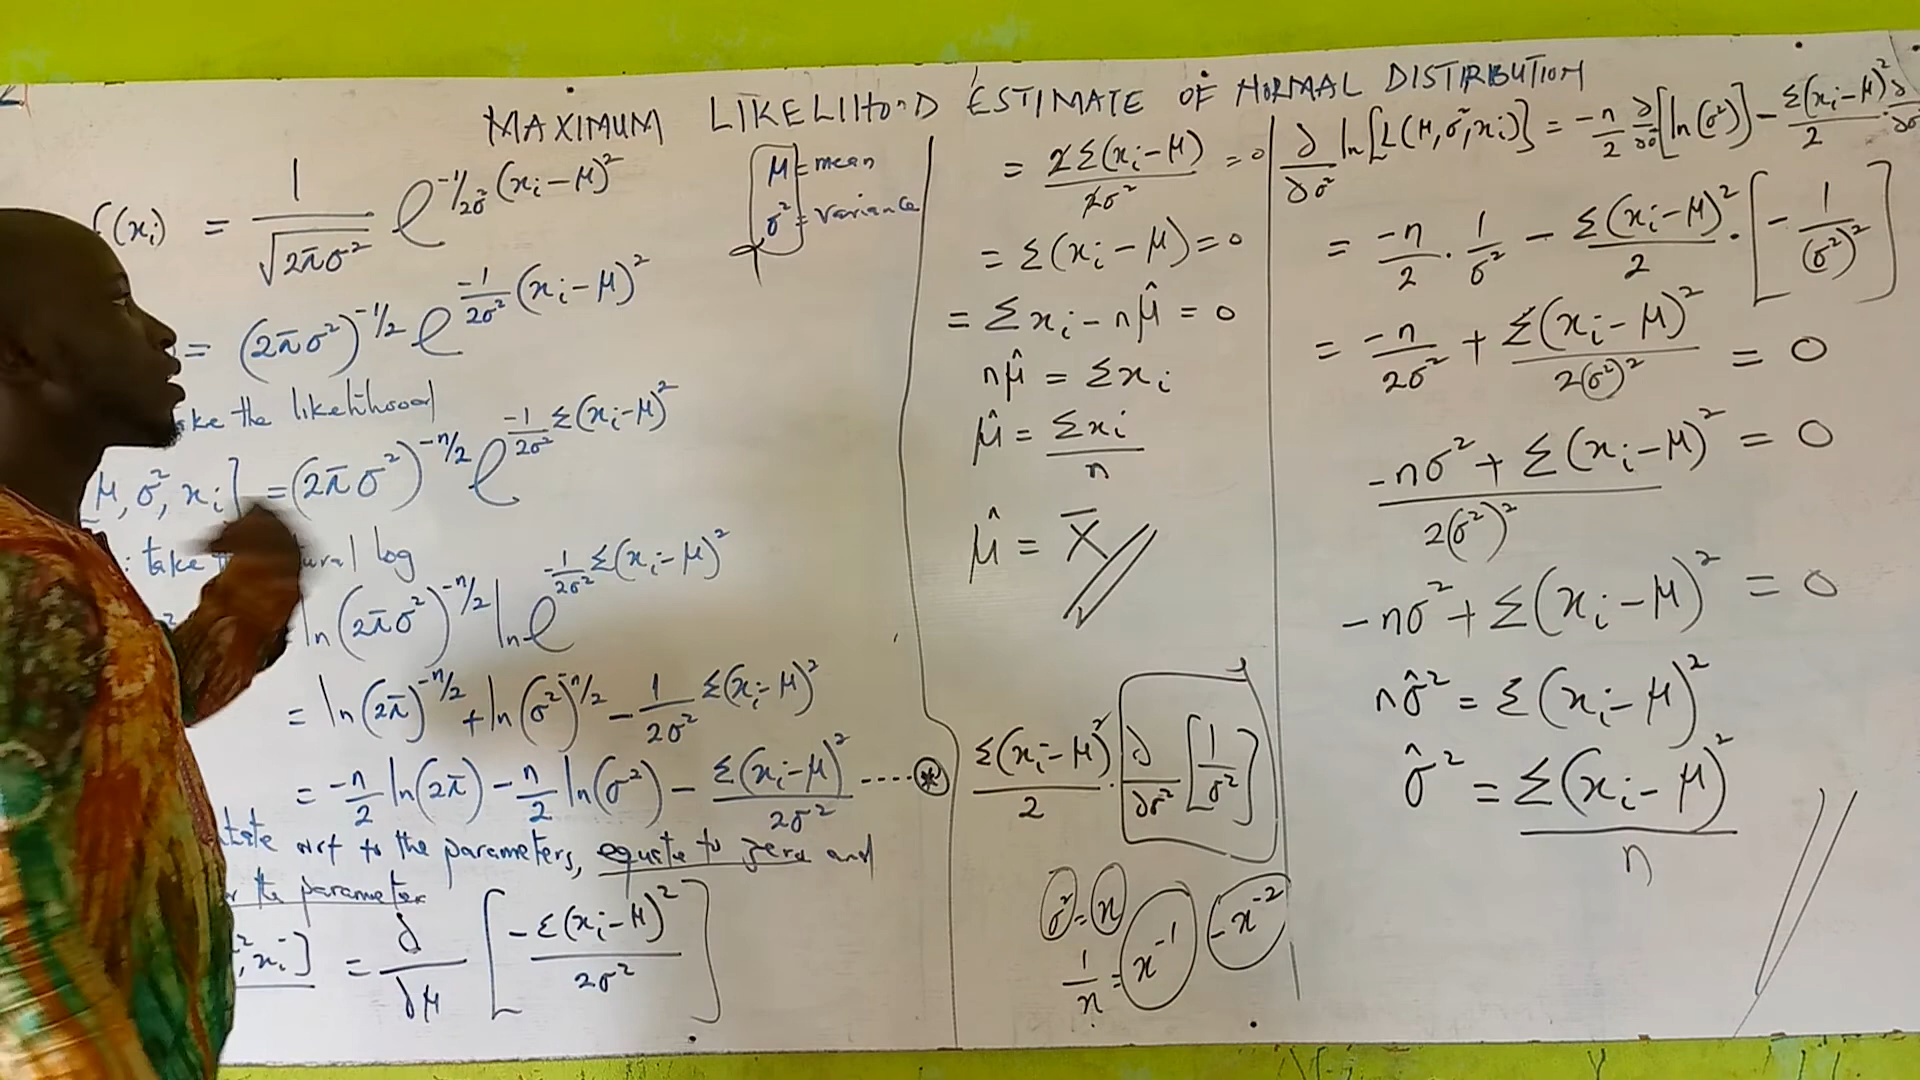 MAXIMUM LIKELIHOOD ESTIMATE OF NORMAL DISTRIBUTION
f(xᵢ) = 1/√(2πσ²) e^(-1/2σ² (xᵢ-μ)²)
μ = mean
σ² = variance
= (2πσ²)^(-1/2) e^(-1/2σ² (xᵢ-μ)²)
take the likelihood
μ, σ², xᵢ] = (2πσ²)^(-n/2) e^(-1/2σ² Σ(xᵢ-μ)²)
: take natural log
ln(2πσ²)^(-n/2) ln e^(-1/2σ² Σ(xᵢ-μ)²)
= ln(2π)^(-n/2) + ln(σ²)^(-n/2) - 1/2σ² Σ(xᵢ-μ)²
= -n/2 ln(2π) - n/2 ln(σ²) - Σ(xᵢ-μ)²/2σ² ----⊛
wrt to the parameters, equate to zero and
the parameter
², xᵢ] = ∂/∂μ [-Σ(xᵢ-μ)²/2σ²]
= 2Σ(xᵢ-μ)/2σ² = 0
= Σ(xᵢ-μ) = 0
= Σxᵢ - nμ̂ = 0
nμ̂ = Σxᵢ
μ̂ = Σxᵢ/n
μ̂ = X̄
Σ(xᵢ-μ)²/2 · ∂/∂σ² [1/σ²]
σ² = x
1/x = x⁻¹ -x⁻²
∂/∂σ² ln[L(μ,σ²,xᵢ)] = -n/2 ∂/∂σ² [ln(σ²)] - Σ(xᵢ-μ)²/2 · ∂/∂σ
= -n/2 · 1/σ² - Σ(xᵢ-μ)²/2 · [-1/(σ²)²]
= -n/2σ² + Σ(xᵢ-μ)²/2(σ²)² = 0
-nσ² + Σ(xᵢ-μ)²/2(σ²)² = 0
-nσ² + Σ(xᵢ-μ)² = 0
nσ̂² = Σ(xᵢ-μ)²
σ̂² = Σ(xᵢ-μ)²/n